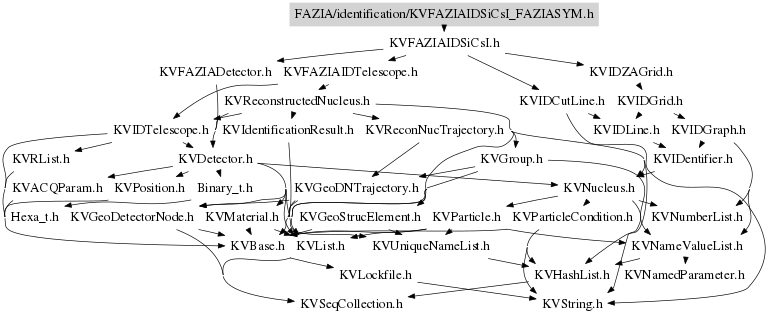 FAZIA/identification/KVFAZIAIDSiCsI_FAZIASYM.h
KVFAZIAIDSiCsI.h
KVFAZIADetector.h KVFAZIAIDTelescope.h KVIDZAGrid.h
KVReconstructedNucleus.h KVIDCutLine.h KVIDGrid.h
KVIDTelescope.h KVIdentificationResult.h KVReconNucTrajectory.h KVIDLine.h KVIDGraph.h
KVRList.h KVDetector.h KVGroup.h KVIDentifier.h
KVACQParam.h KVPosition.h Binary_t.h KVGeoDNTrajectory.h KVNucleus.h
Hexa_t.h KVGeoDetectorNode.h KVMaterial.h KVGeoStrucElement.h KVParticle.h KVParticleCondition.h KVNumberList.h
KVBase.h KVList.h KVUniqueNameList.h KVNameValueList.h
KVLockfile.h KVHashList.h KVNamedParameter.h
KVSeqCollection.h KVString.h